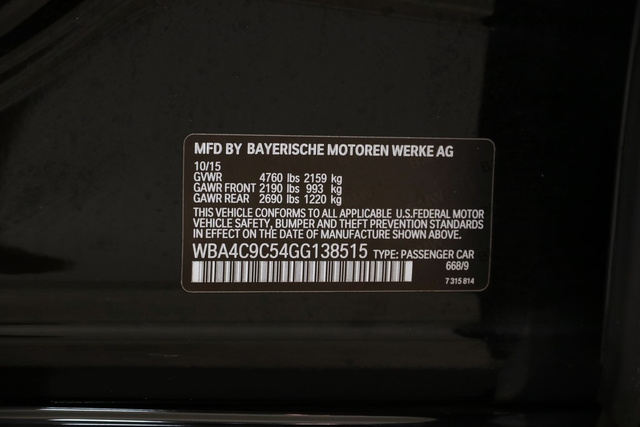 MFD BY BAYERISCHE MOTOREN WERKE AG
10/15
GVWR 4760 lbs 2159 kg
GAWR FRONT 2190 lbs 993 kg
GAWR REAR 2690 lbs 1220 kg
THIS CAR CONFORMS TO ALL APPLICABLE U.S.FEDERAL MOTOR
VEHICLE SAFETY, BUMPER AND THEFT PREVENTION STANDARDS
IN EFFECT ON THE DATE OF MANUFACTURE SHOWN ABOVE.
WBA4C9C54GG138515 TYPE: PASSENGER CAR
668/9
7 315 814